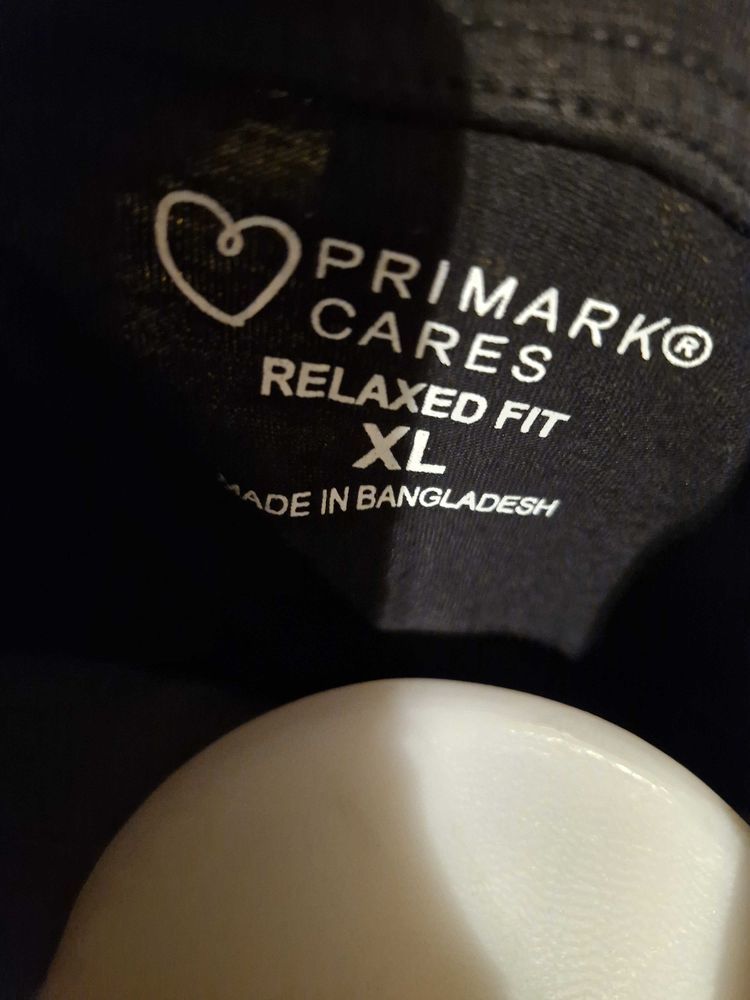 PRIMARK®
CARES
RELAXED FIT
XL
MADE IN BANGLADESH